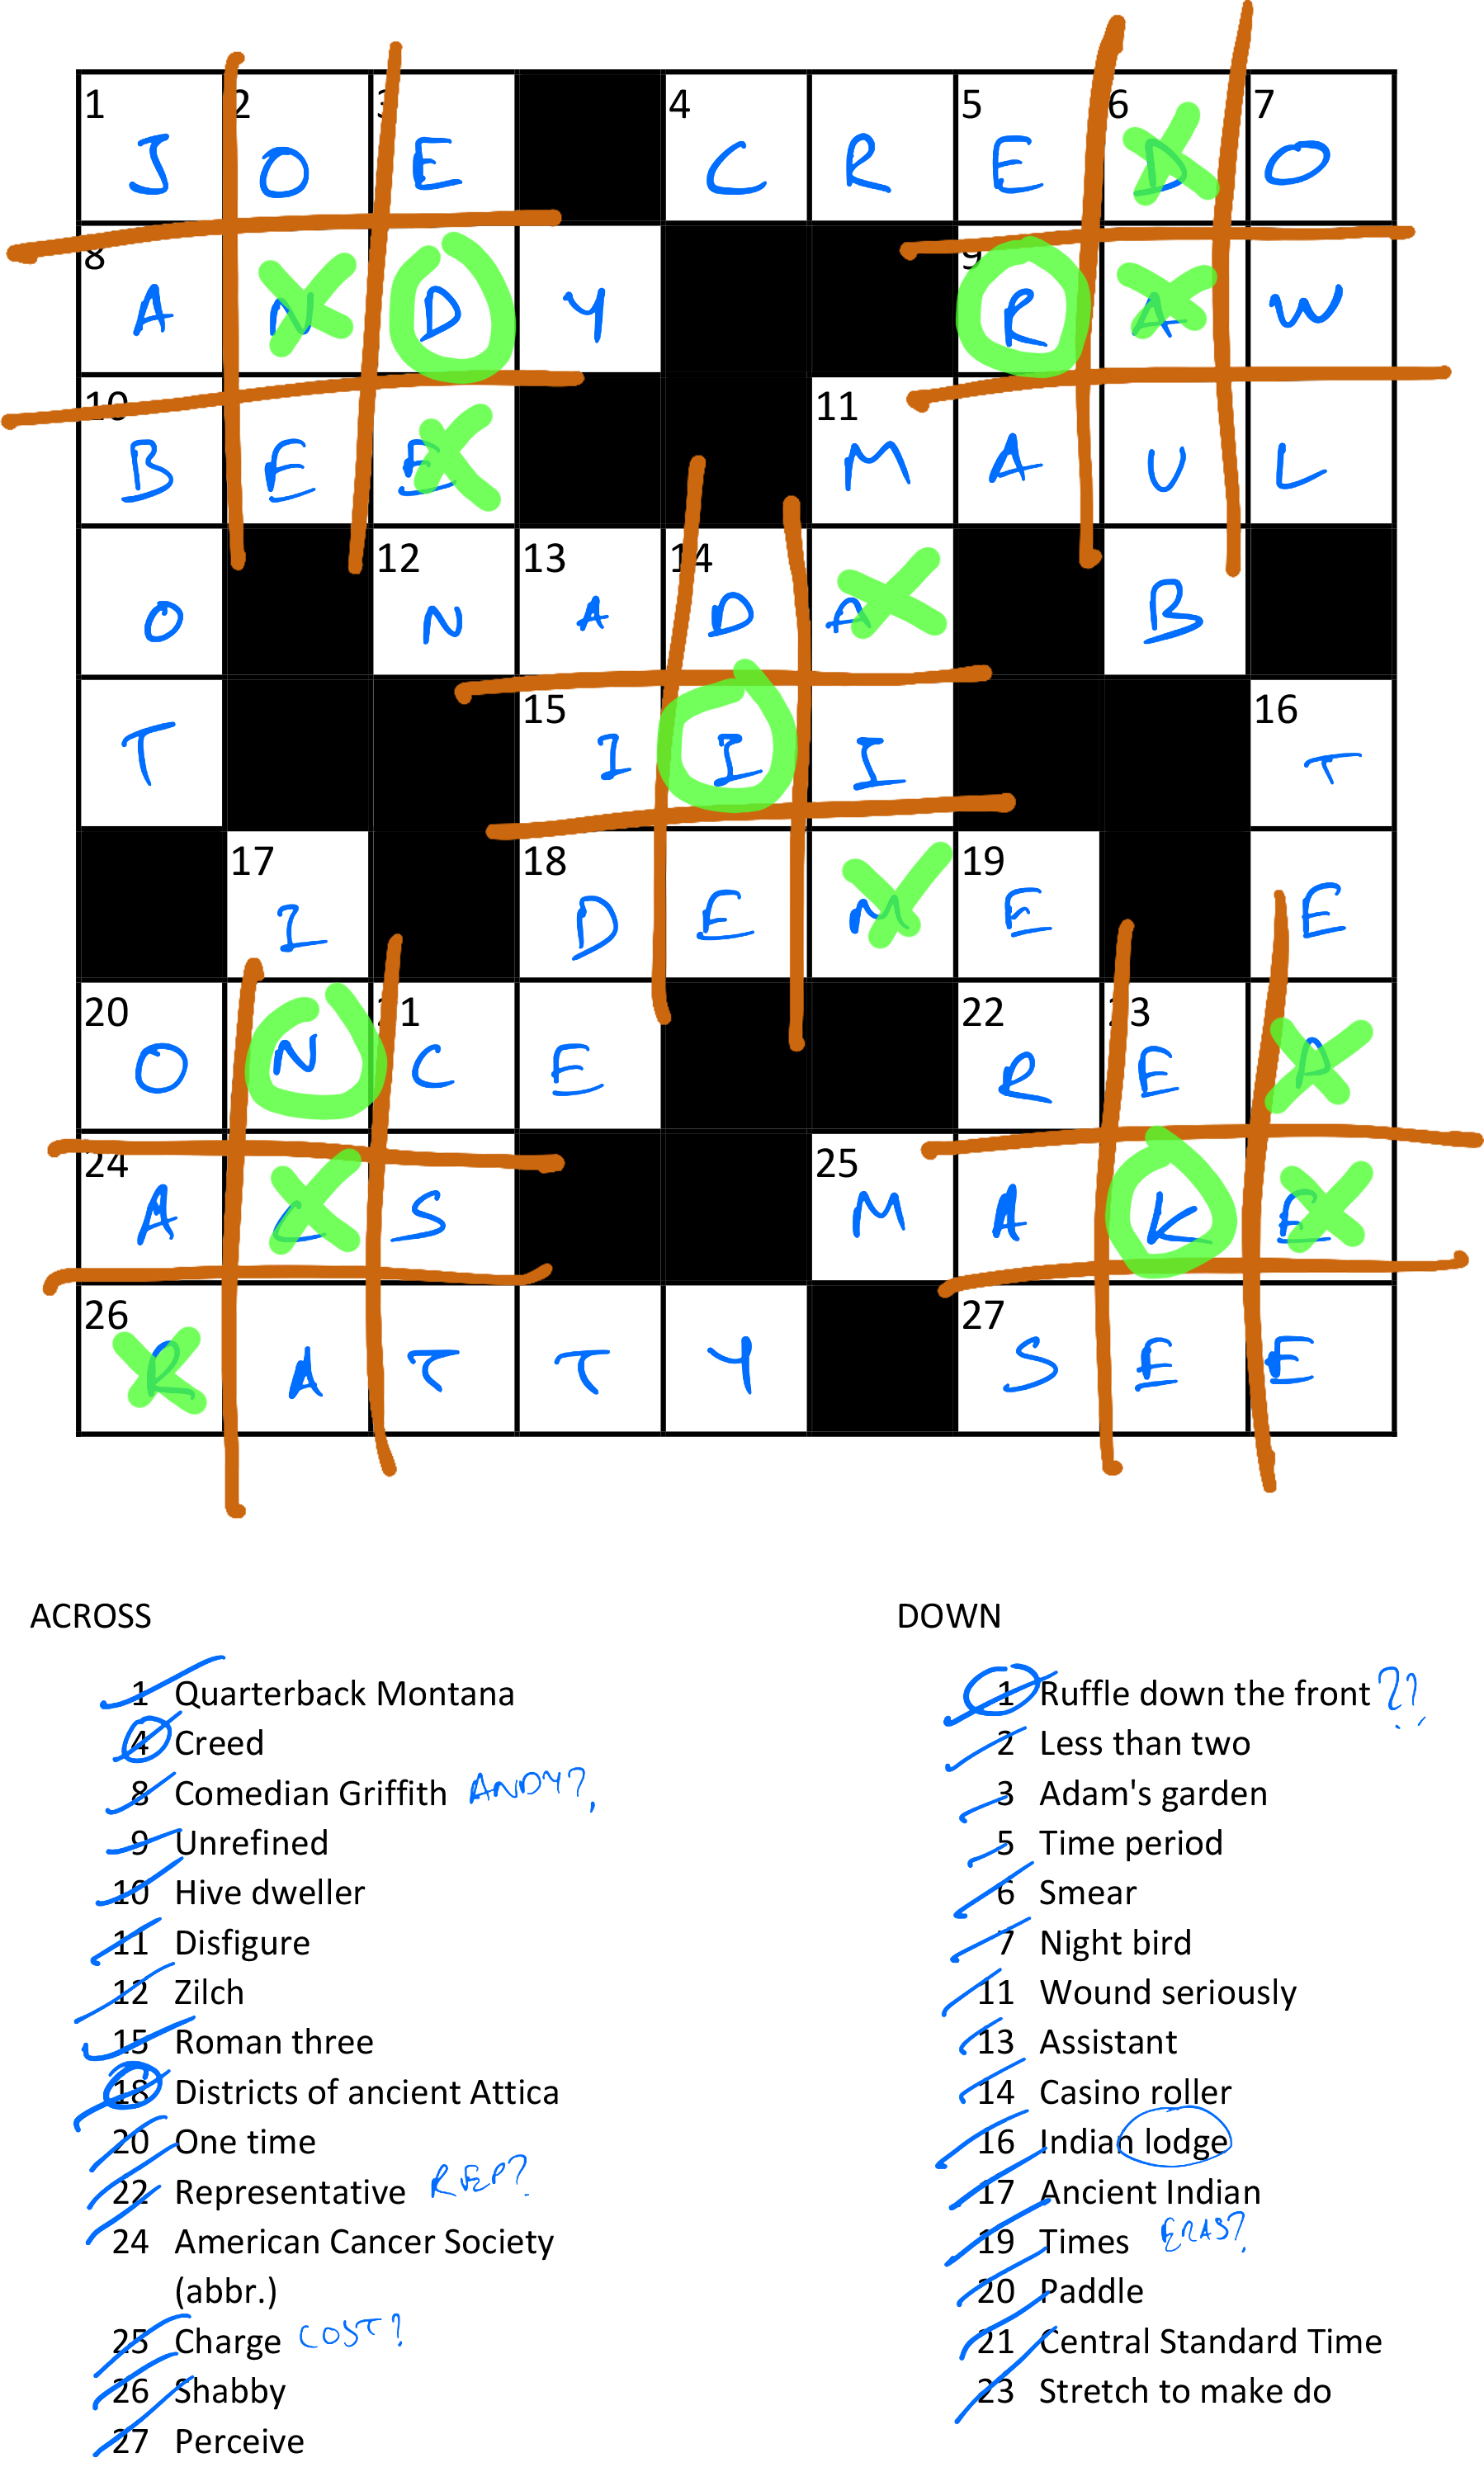 1 2 3 4 5 6 7
J O E C R E D O
8 9
A N D Y R A W
10 11
B E E M A U L
12 13 14
O N A D A B
15 16
T I I I T
17 18 19
I D E M E E
20 21 22 23
O N C E R E P
24 25
A C S M A K E
26 27
R A T T Y S E E
ACROSS
1 Quarterback Montana
4 Creed
8 Comedian Griffith ANDY?
9 Unrefined
10 Hive dweller
11 Disfigure
12 Zilch
15 Roman three
18 Districts of ancient Attica
20 One time
22 Representative REP?
24 American Cancer Society
(abbr.)
25 Charge COST?
26 Shabby
27 Perceive
DOWN
1 Ruffle down the front ??
2 Less than two
3 Adam's garden
5 Time period
6 Smear
7 Night bird
11 Wound seriously
13 Assistant
14 Casino roller
16 Indian lodge
17 Ancient Indian
19 Times ERAS?
20 Paddle
21 Central Standard Time
23 Stretch to make do